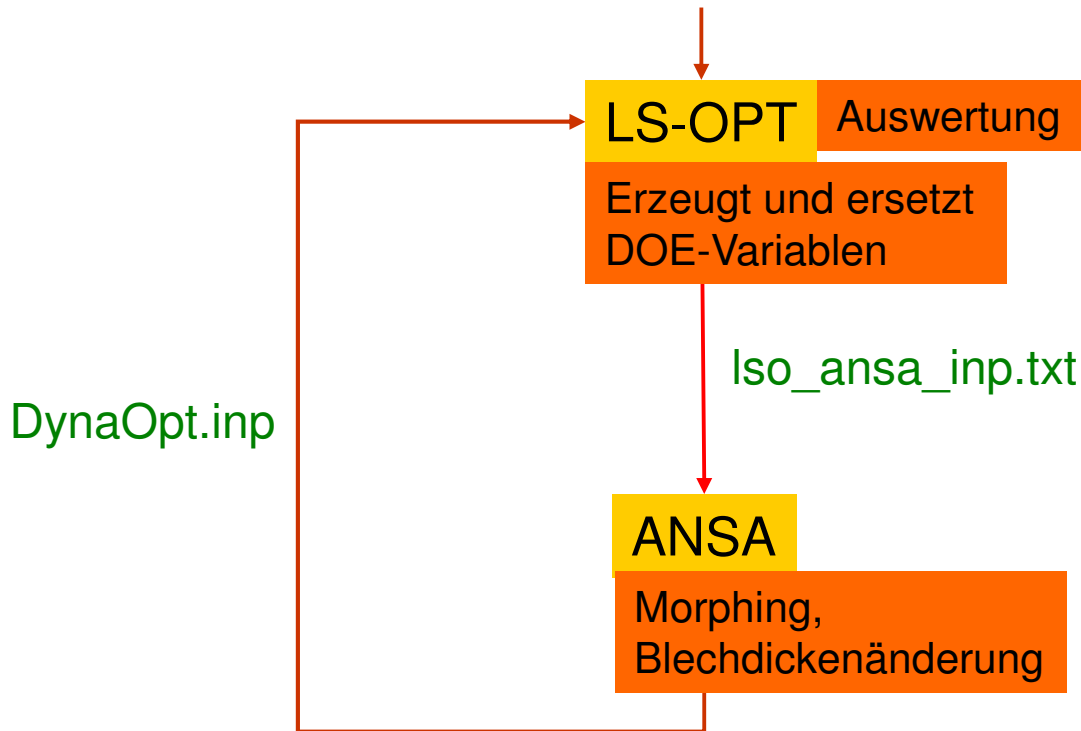 LS-OPT
Auswertung
Erzeugt und ersetzt
DOE-Variablen
lso_ansa_inp.txt
DynaOpt.inp
ANSA
Morphing,
Blechdickenänderung